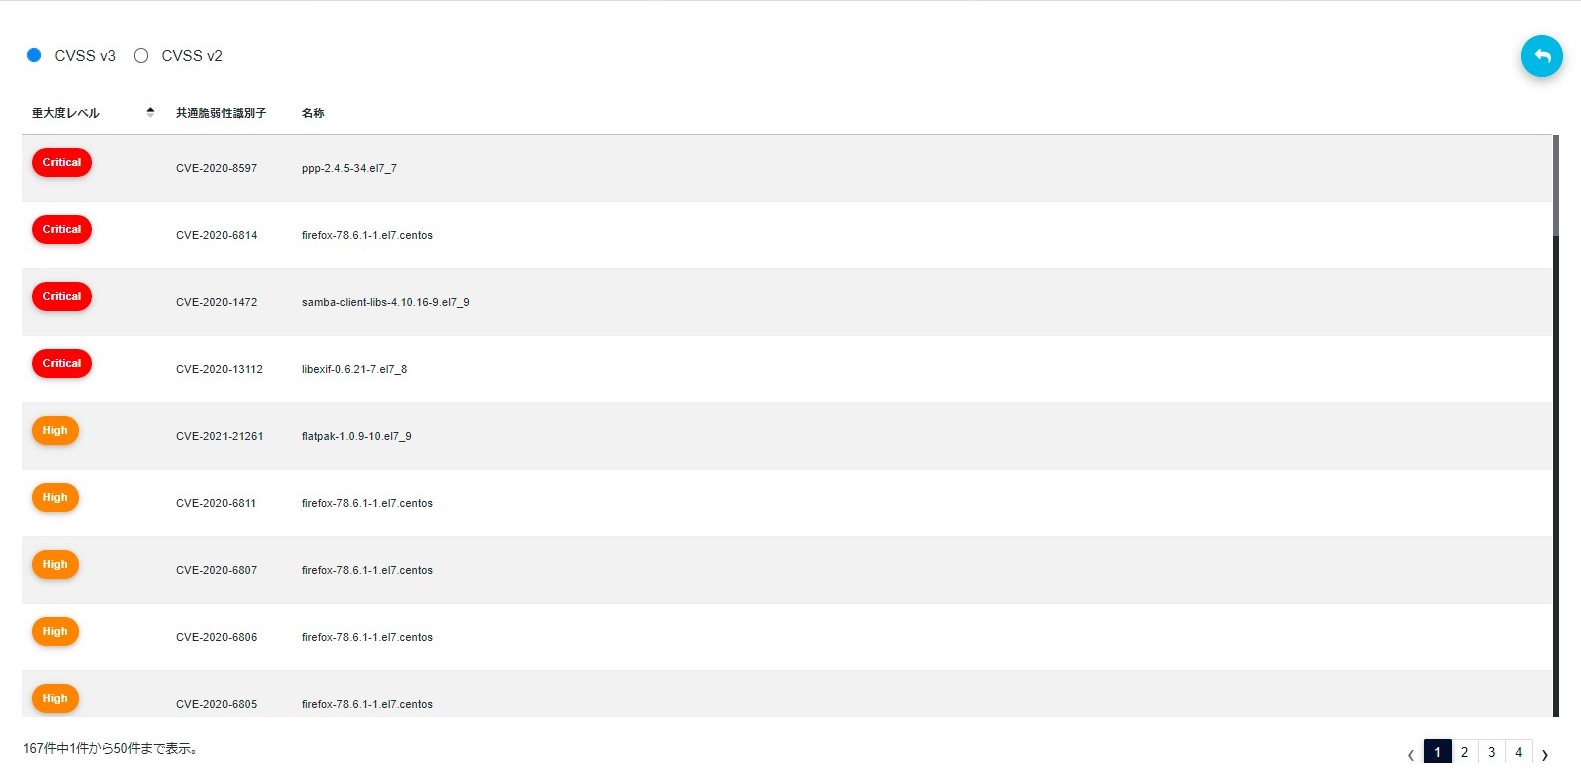 CVSS v3 CVSS v2
重大度レベル 共通脆弱性識別子 名称
Critical CVE-2020-8597 ppp-2.4.5-34.el7_7
Critical CVE-2020-6814 firefox-78.6.1-1.el7.centos
Critical CVE-2020-1472 samba-client-libs-4.10.16-9.el7_9
Critical CVE-2020-13112 libexif-0.6.21-7.el7_8
High CVE-2021-21261 flatpak-1.0.9-10.el7_9
High CVE-2020-6811 firefox-78.6.1-1.el7.centos
High CVE-2020-6807 firefox-78.6.1-1.el7.centos
High CVE-2020-6806 firefox-78.6.1-1.el7.centos
High CVE-2020-6805 firefox-78.6.1-1.el7.centos
167件中1件から50件まで表示。 ‹ 1 2 3 4 ›